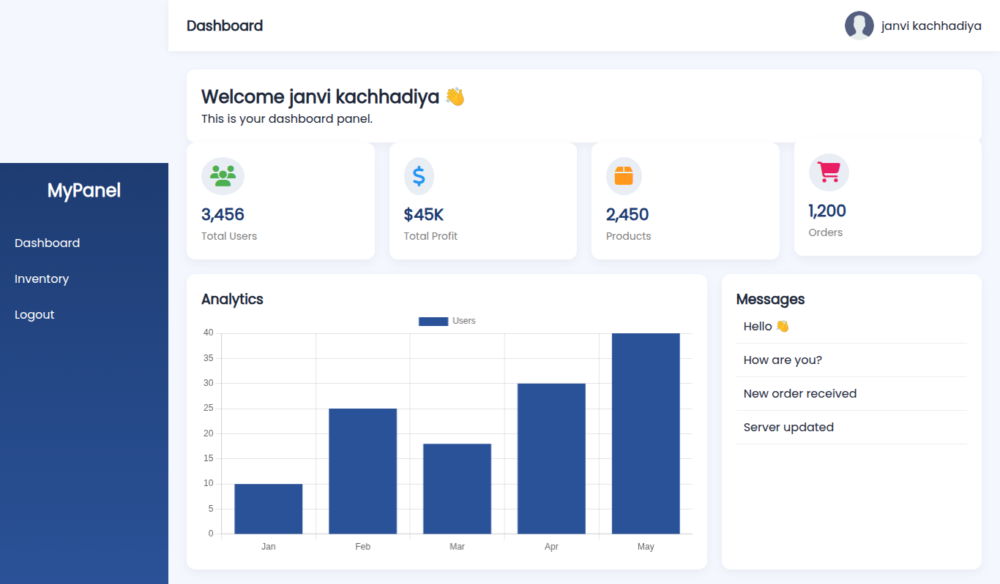 Dashboard
janvi kachhadiya
MyPanel
Dashboard
Inventory
Logout
Welcome janvi kachhadiya 👋
This is your dashboard panel.
3,456
Total Users
$45K
Total Profit
2,450
Products
1,200
Orders
Analytics
Users
40
35
30
25
20
15
10
5
0
Jan
Feb
Mar
Apr
May
Messages
Hello 👋
How are you?
New order received
Server updated